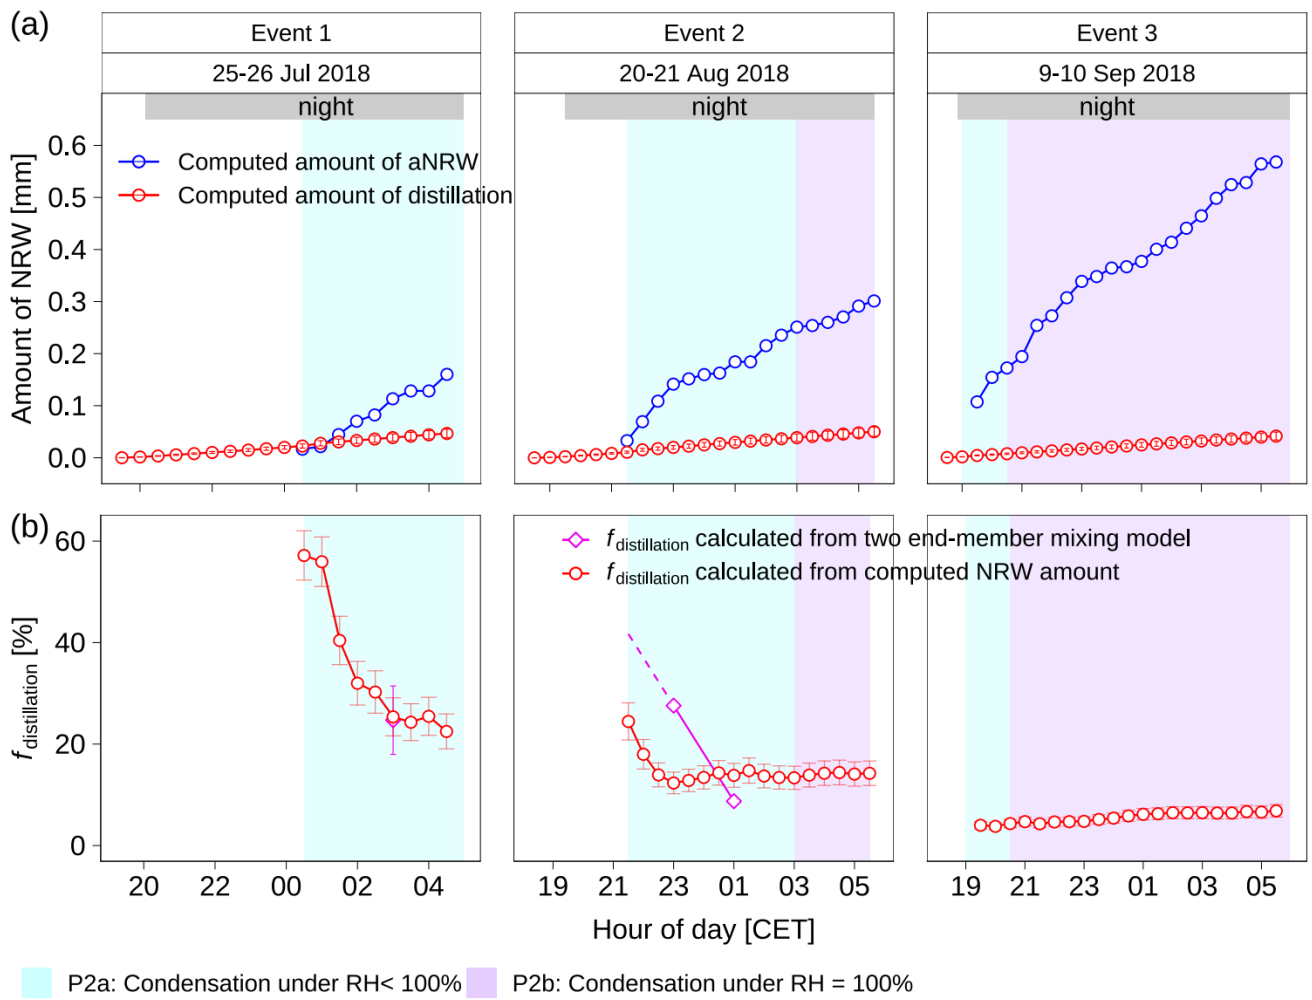 (a)
Event 1
Event 2
Event 3
25-26 Jul 2018
20-21 Aug 2018
9-10 Sep 2018
night
night
night
Amount of NRW [mm]
0.6
0.5
0.4
0.3
0.2
0.1
0.0
Computed amount of aNRW
Computed amount of distillation
(b)
f distillation [%]
60
40
20
0
f distillation calculated from two end-member mixing model
f distillation calculated from computed NRW amount
20 22 00 02 04
19 21 23 01 03 05
19 21 23 01 03 05
Hour of day [CET]
P2a: Condensation under RH< 100%
P2b: Condensation under RH = 100%